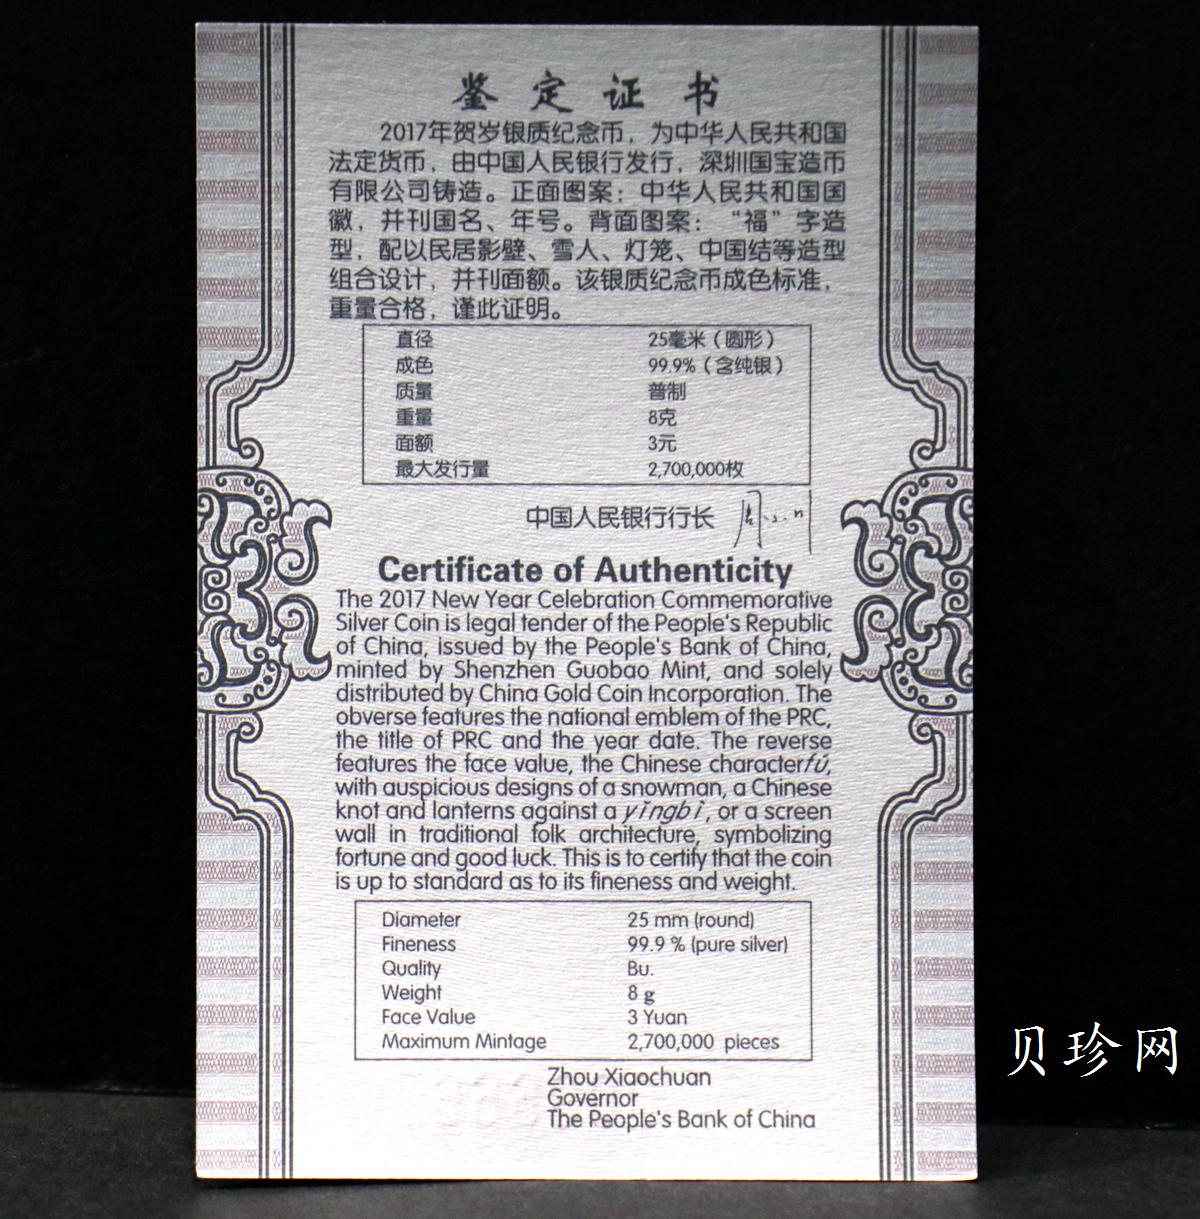 鉴定证书
2017年贺岁银质纪念币，为中华人民共和国
法定货币，由中国人民银行发行，深圳国宝造币
有限公司铸造。正面图案：中华人民共和国国
徽，并刊国名、年号。背面图案：“福”字造
型，配以民居影壁、雪人、灯笼、中国结等造型
组合设计，并刊面额。该银质纪念币成色标准，
重量合格，谨此证明。
直径 25毫米（圆形）
成色 99.9%（含纯银）
质量 普制
重量 8克
面额 3元
最大发行量 2,700,000枚
中国人民银行行长
Certificate of Authenticity
The 2017 New Year Celebration Commemorative
Silver Coin is legal tender of the People's Republic
of China, issued by the People's Bank of China,
minted by Shenzhen Guobao Mint, and solely
distributed by China Gold Coin Incorporation. The
obverse features the national emblem of the PRC,
the title of PRC and the year date. The reverse
features the face value, the Chinese character fú,
with auspicious designs of a snowman, a Chinese
knot and lanterns against a yǐngbì, or a screen
wall in traditional folk architecture, symbolizing
fortune and good luck. This is to certify that the coin
is up to standard as to its fineness and weight.
Diameter 25 mm (round)
Fineness 99.9 % (pure silver)
Quality Bu.
Weight 8 g
Face Value 3 Yuan
Maximum Mintage 2,700,000 pieces
Zhou Xiaochuan
Governor
The People's Bank of China
贝珍网